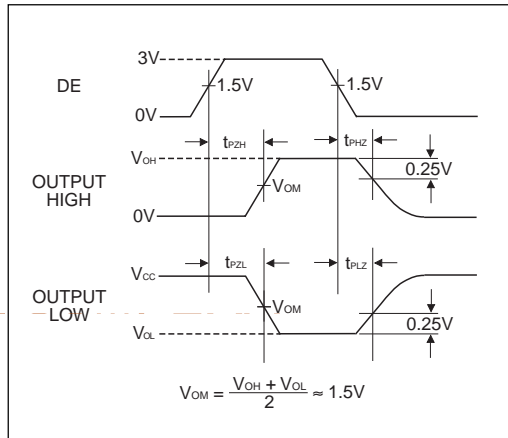 3V
DE
1.5V
1.5V
0V
tPZH
tPHZ
VOH
0.25V
OUTPUT
HIGH
VOM
0V
tPZL
tPLZ
VCC
OUTPUT
LOW
VOM
0.25V
VOL
VOM = VOH + VOL / 2 ≈ 1.5V